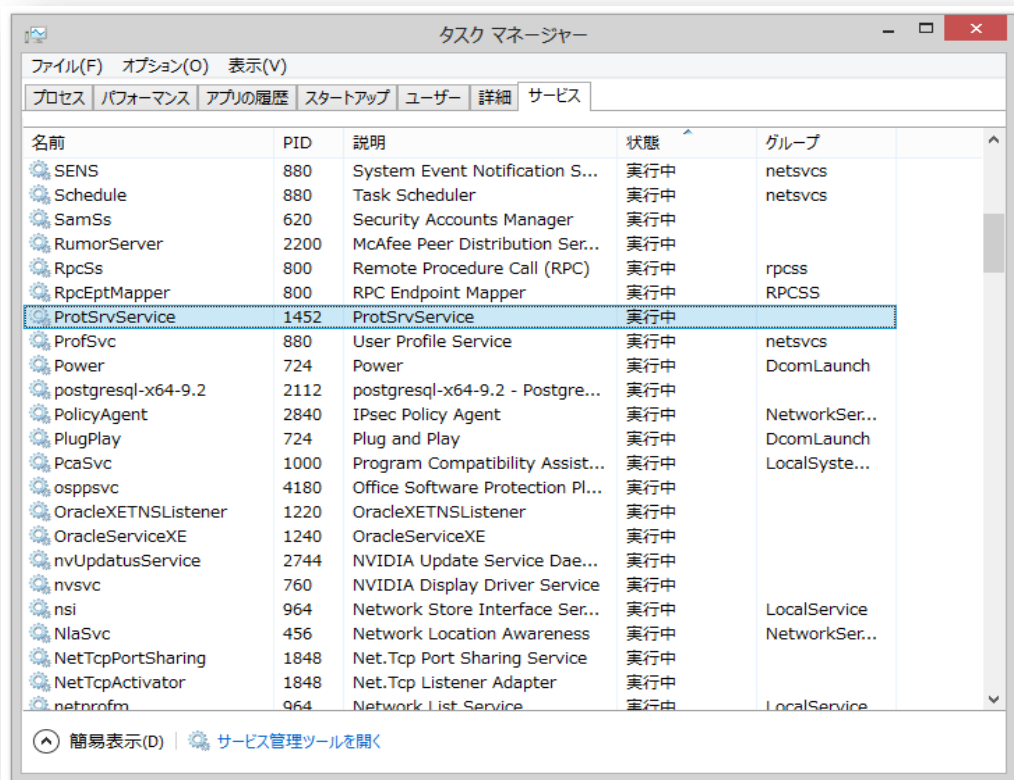 タスク マネージャー
ファイル(F) オプション(O) 表示(V)
プロセス パフォーマンス アプリの履歴 スタートアップ ユーザー 詳細 サービス
名前 PID 説明 状態 グループ
SENS 880 System Event Notification S... 実行中 netsvcs
Schedule 880 Task Scheduler 実行中 netsvcs
SamSs 620 Security Accounts Manager 実行中
RumorServer 2200 McAfee Peer Distribution Ser... 実行中
RpcSs 800 Remote Procedure Call (RPC) 実行中 rpcss
RpcEptMapper 800 RPC Endpoint Mapper 実行中 RPCSS
ProtSrvService 1452 ProtSrvService 実行中
ProfSvc 880 User Profile Service 実行中 netsvcs
Power 724 Power 実行中 DcomLaunch
postgresql-x64-9.2 2112 postgresql-x64-9.2 - Postgre... 実行中
PolicyAgent 2840 IPsec Policy Agent 実行中 NetworkSer...
PlugPlay 724 Plug and Play 実行中 DcomLaunch
PcaSvc 1000 Program Compatibility Assist... 実行中 LocalSyste...
osppsvc 4180 Office Software Protection Pl... 実行中
OracleXETNSListener 1220 OracleXETNSListener 実行中
OracleServiceXE 1240 OracleServiceXE 実行中
nvUpdatusService 2744 NVIDIA Update Service Dae... 実行中
nvsvc 760 NVIDIA Display Driver Service 実行中
nsi 964 Network Store Interface Ser... 実行中 LocalService
NlaSvc 456 Network Location Awareness 実行中 NetworkSer...
NetTcpPortSharing 1848 Net.Tcp Port Sharing Service 実行中
NetTcpActivator 1848 Net.Tcp Listener Adapter 実行中
netprofm 964 Network List Service 実行中 LocalService
簡易表示(D) サービス管理ツールを開く